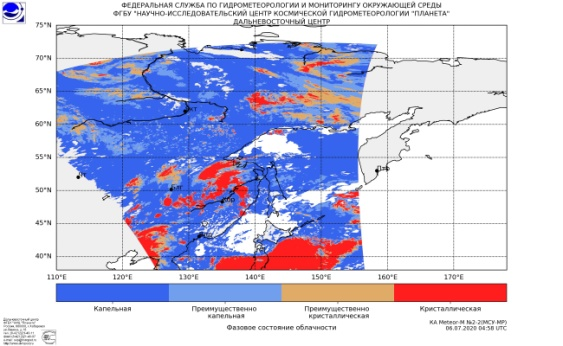 ФЕДЕРАЛЬНАЯ СЛУЖБА ПО ГИДРОМЕТЕОРОЛОГИИ И МОНИТОРИНГУ ОКРУЖАЮЩЕЙ СРЕДЫ
ФГБУ "НАУЧНО-ИССЛЕДОВАТЕЛЬСКИЙ ЦЕНТР КОСМИЧЕСКОЙ ГИДРОМЕТЕОРОЛОГИИ "ПЛАНЕТА"
ДАЛЬНЕВОСТОЧНЫЙ ЦЕНТР
75°N
70°N
65°N
60°N
55°N
50°N
45°N
40°N
110°E
120°E
130°E
140°E
150°E
160°E
170°E
Капельная
Преимущественно
капельная
Преимущественно
кристаллическая
Кристаллическая
Фазовое состояние облачности
КА Meteor-M №2-2(МСУ-МР)
06.07.2020 04:58 UTC